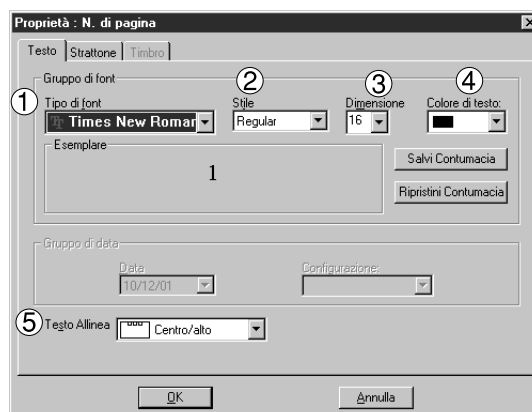 Proprietà : N. di pagina
Testo Strattone Timbro
Gruppo di font
① ② ③ ④
Tipo di font Stile Dimensione Colore di testo:
Times New Roman Regular 16
Esemplare
1
Salvi Contumacia
Ripristini Contumacia
Gruppo di data
Data Configurazione:
10/12/01
⑤ Testo Allinea Centro/alto
OK Annulla